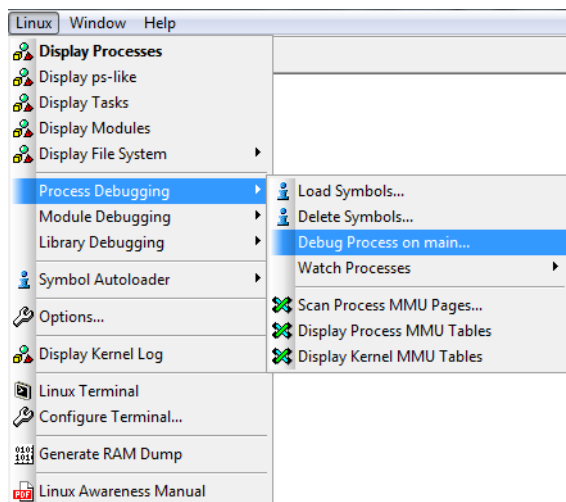 Linux Window Help
Display Processes
Display ps-like
Display Tasks
Display Modules
Display File System
Process Debugging
Module Debugging
Library Debugging
Symbol Autoloader
Options...
Display Kernel Log
Linux Terminal
Configure Terminal...
Generate RAM Dump
Linux Awareness Manual
Load Symbols...
Delete Symbols...
Debug Process on main...
Watch Processes
Scan Process MMU Pages...
Display Process MMU Tables
Display Kernel MMU Tables